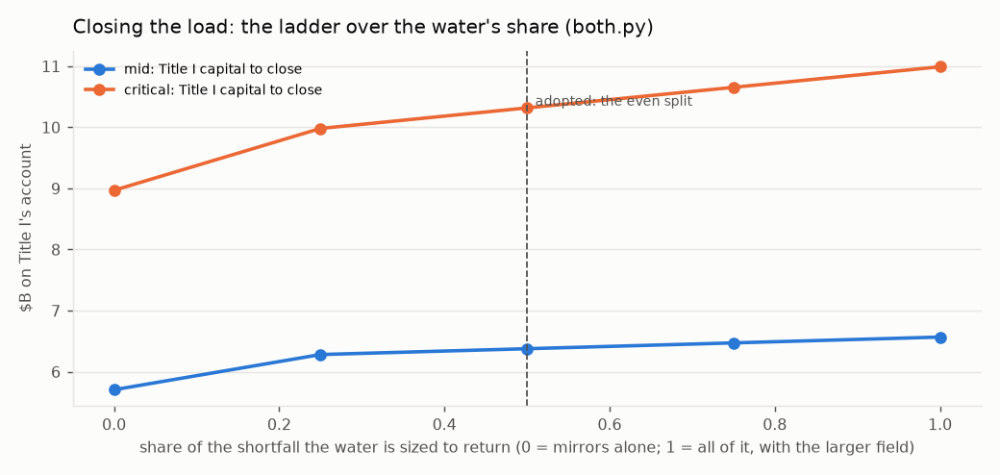 Closing the load: the ladder over the water's share (both.py)
mid: Title I capital to close
critical: Title I capital to close
adopted: the even split
$B on Title I's account
11
10
9
8
7
6
0.0
0.2
0.4
0.6
0.8
1.0
share of the shortfall the water is sized to return (0 = mirrors alone; 1 = all of it, with the larger field)